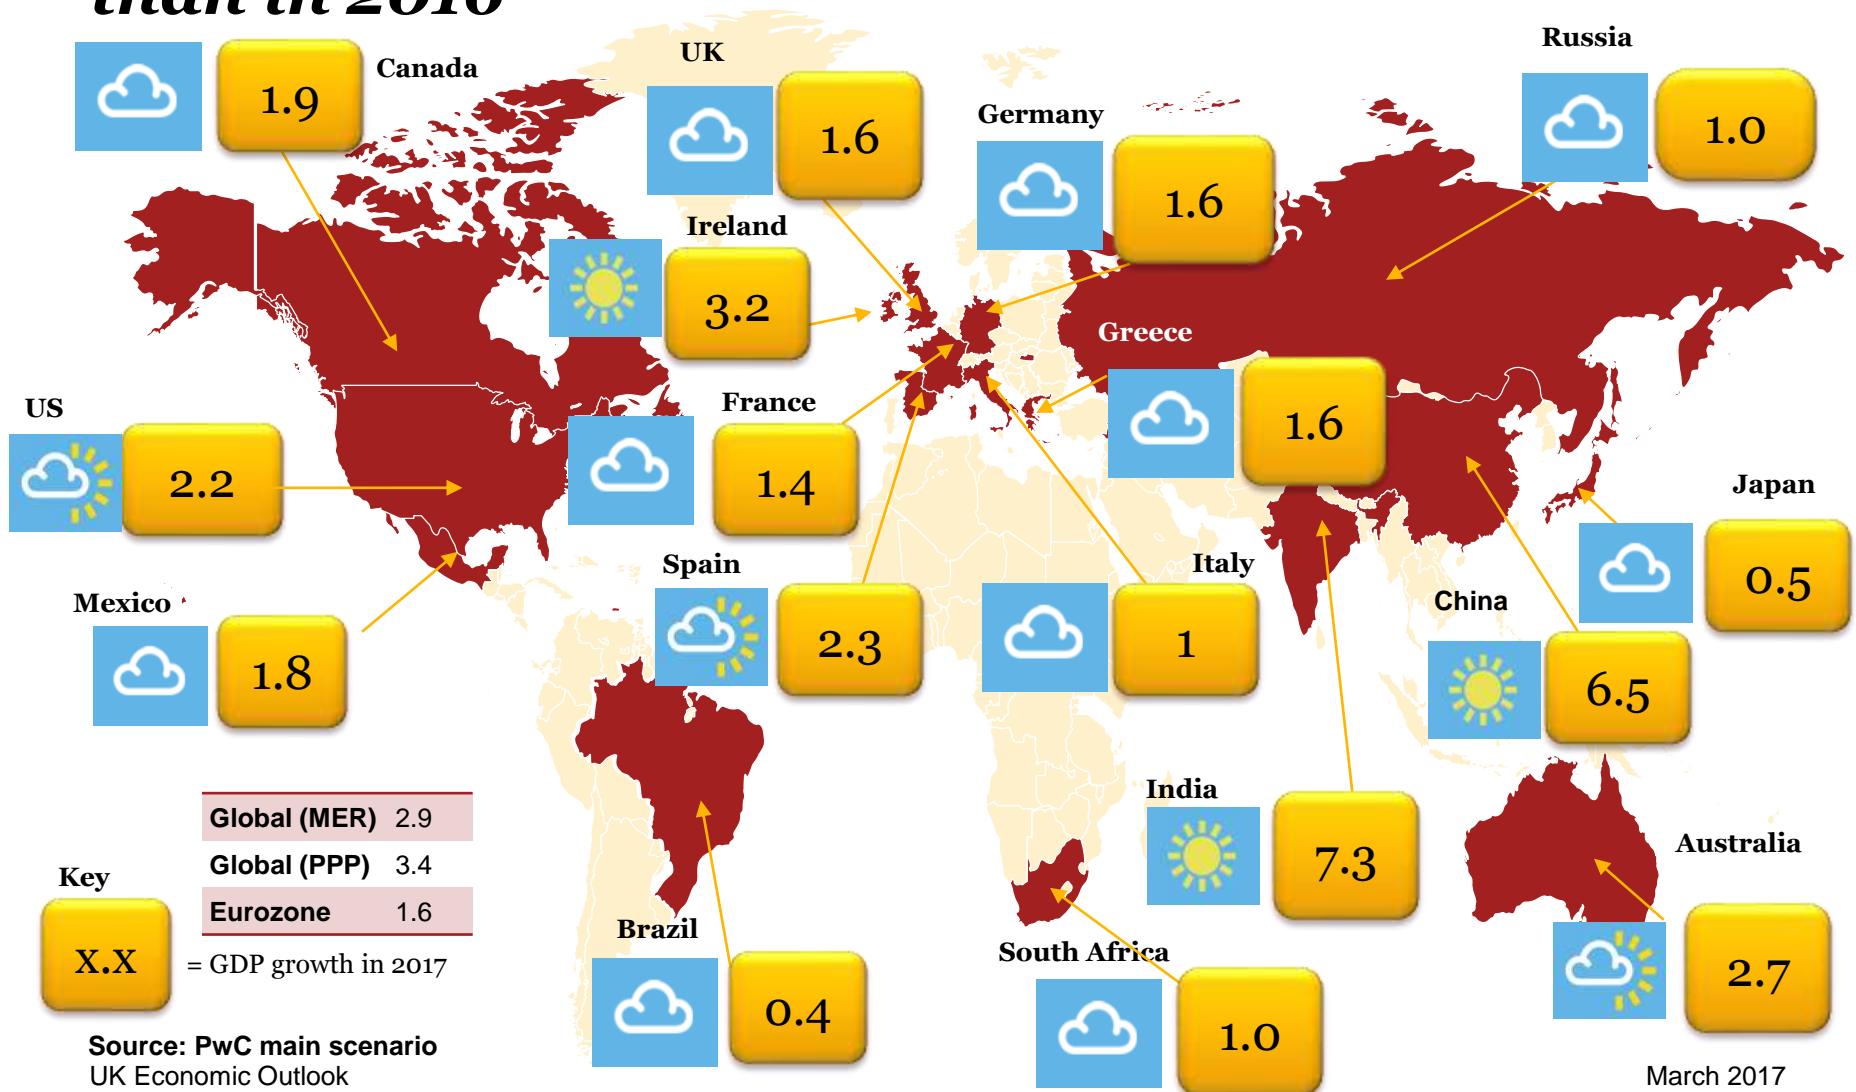 than in 2016
Canada
1.9
UK
1.6
Germany
1.6
Russia
1.0
Ireland
3.2
Greece
1.6
US
2.2
France
1.4
Japan
0.5
Spain
2.3
Italy
1
China
6.5
Mexico
1.8
India
7.3
Australia
2.7
Global (MER) 2.9
Global (PPP) 3.4
Eurozone 1.6
Key
x.x
= GDP growth in 2017
Brazil
0.4
South Africa
1.0
Source: PwC main scenario
UK Economic Outlook
March 2017